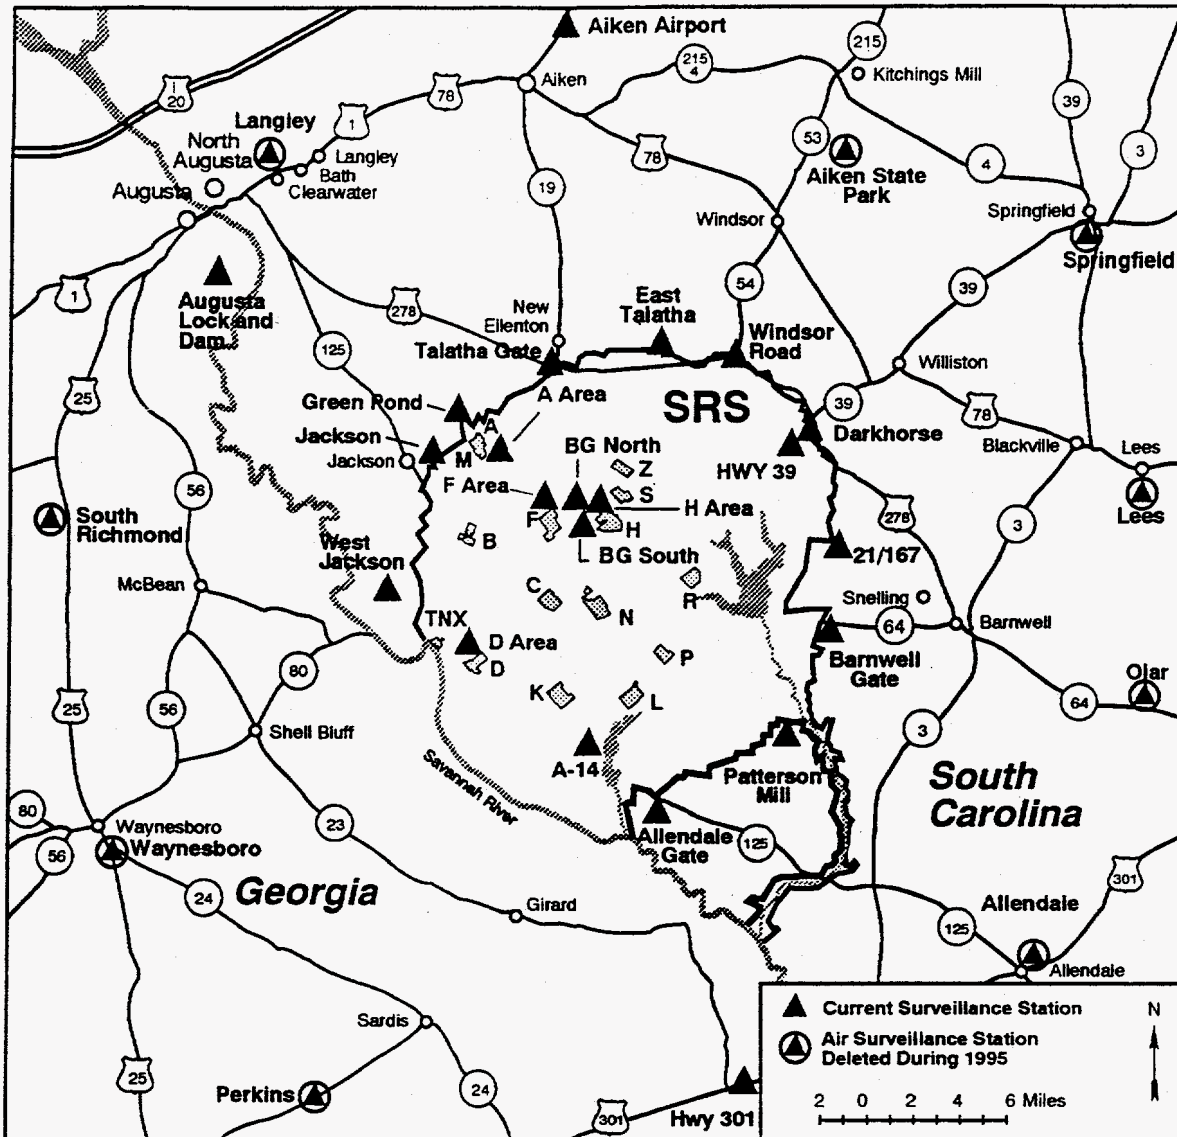 Aiken Airport
215
I
20
78
Aiken
215
4
Kitchings Mill
39
3
Langley
North
Augusta
1
Langley
Bath
Clearwater
Augusta
78
53
Aiken State
Park
4
19
Windsor
Springfield
Springfield
1
Augusta
Lock and
Dam
278
New
Ellenton
East
Talatha
54
39
125
Talatha Gate
Windsor
Road
Williston
25
Green Pond
A Area
SRS
39
78
Jackson
A
Darkhorse
Blackville
Lees
Jackson
M
BG North
Z
HWY 39
56
F Area
S
H Area
278
Lees
South
Richmond
F
H
3
West
Jackson
B
BG South
21/167
McBean
C
N
R
Snelling
TNX
64
Barnwell
D Area
D
P
Barnwell
Gate
80
Olar
25
56
K
L
64
Shell Bluff
3
A-14
Savannah River
Patterson
Mill
South
Carolina
80
Waynesboro
23
Allendale
Gate
125
56
Waynesboro
24
Georgia
301
Girard
Allendale
125
Allendale
Sardis
25
Perkins
24
301
Hwy 301
Current Surveillance Station
Air Surveillance Station
Deleted During 1995
N
2 0 2 4 6 Miles